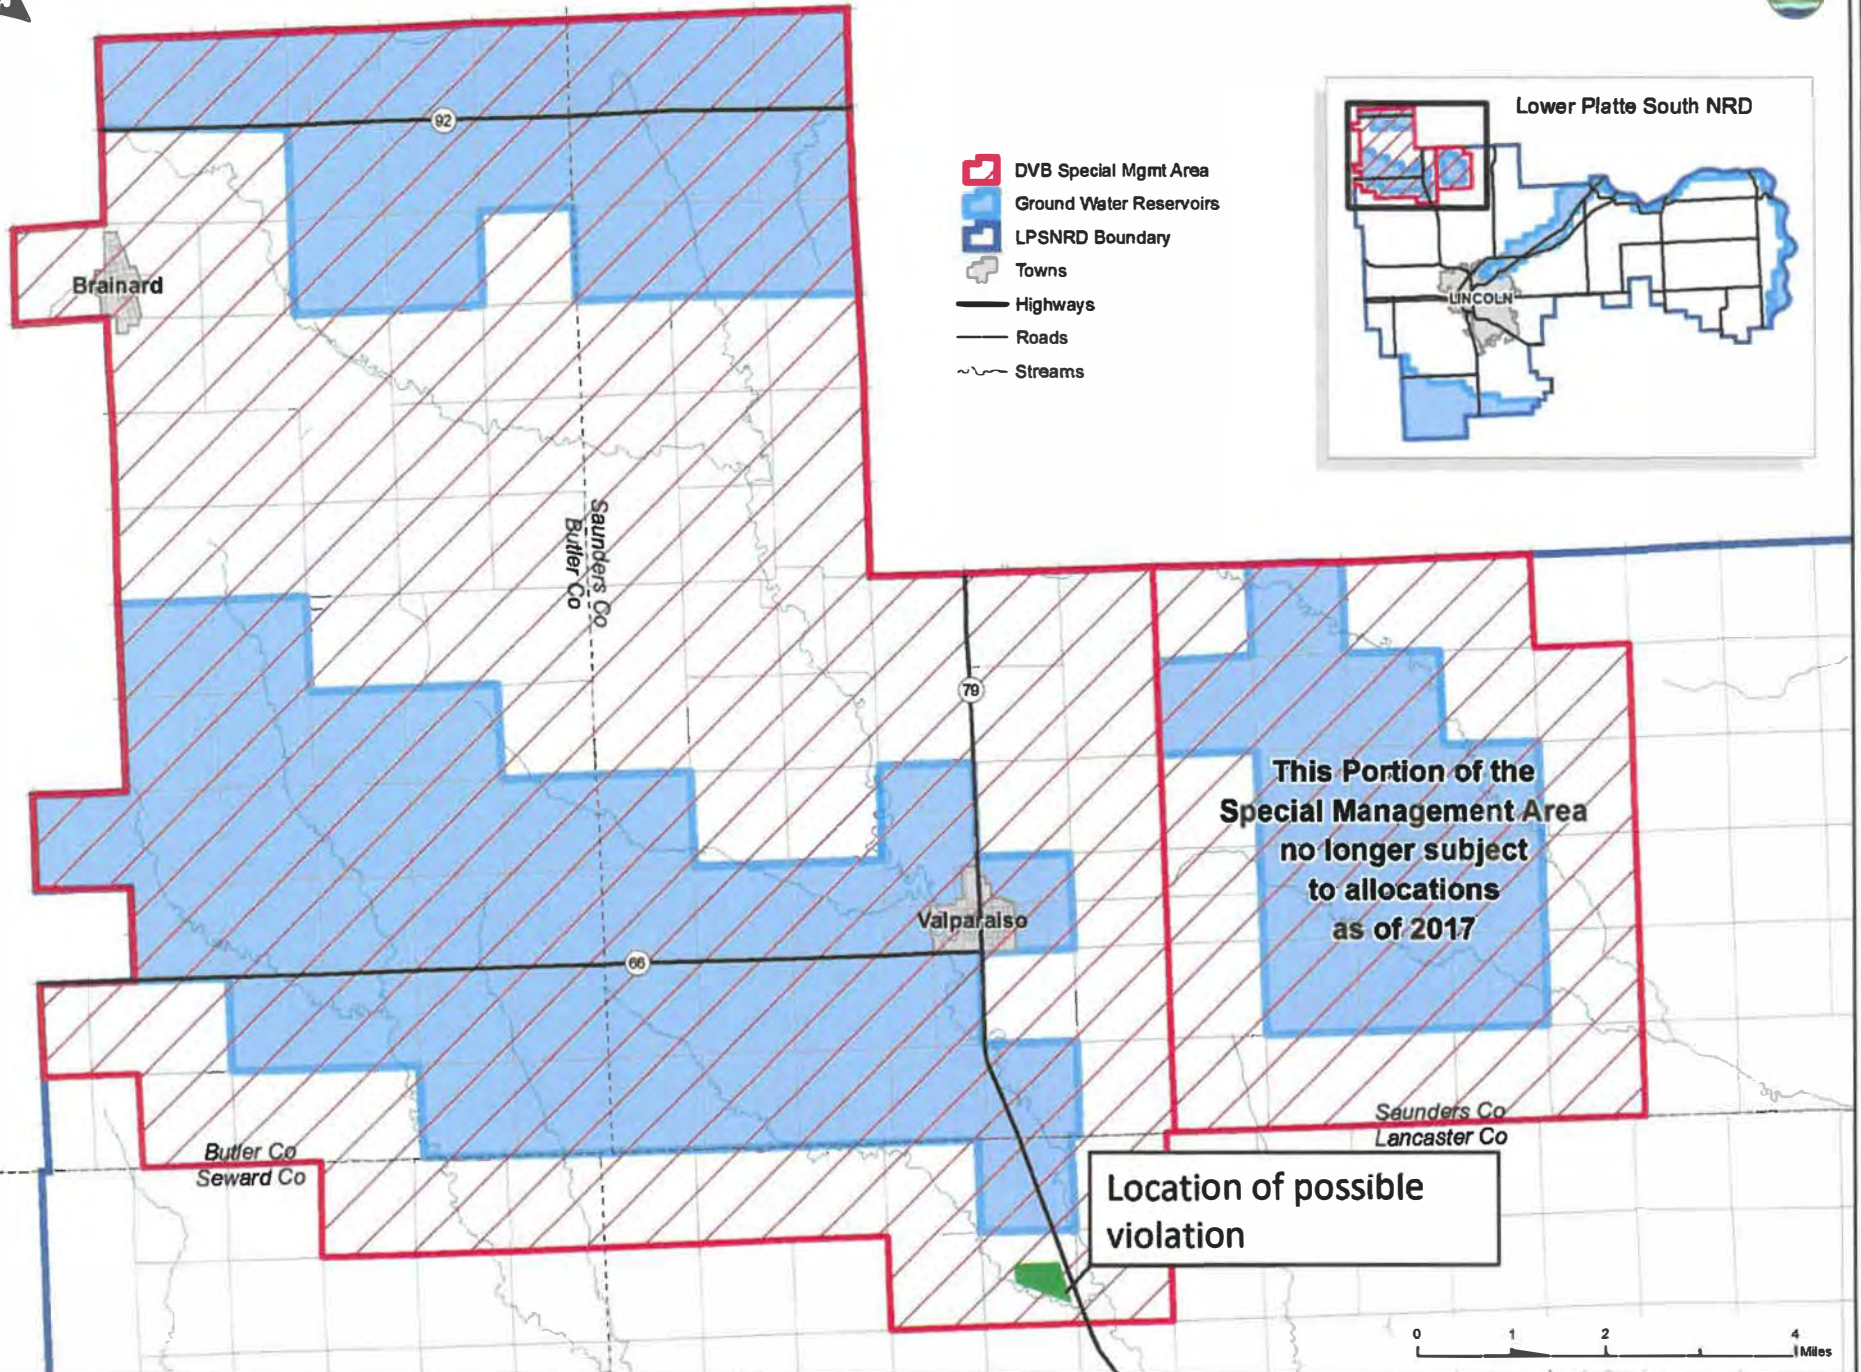 92
Brainard
Saunders Co
Butler Co
DVB Special Mgmt Area
Ground Water Reservoirs
LPSNRD Boundary
Towns
Highways
Roads
Streams
Lower Platte South NRD
LINCOLN
79
This Portion of the
Special Management Area
no longer subject
to allocations
as of 2017
Valparaiso
66
Butler Co
Seward Co
Saunders Co
Lancaster Co
Location of possible
violation
0 1 2 4
Miles